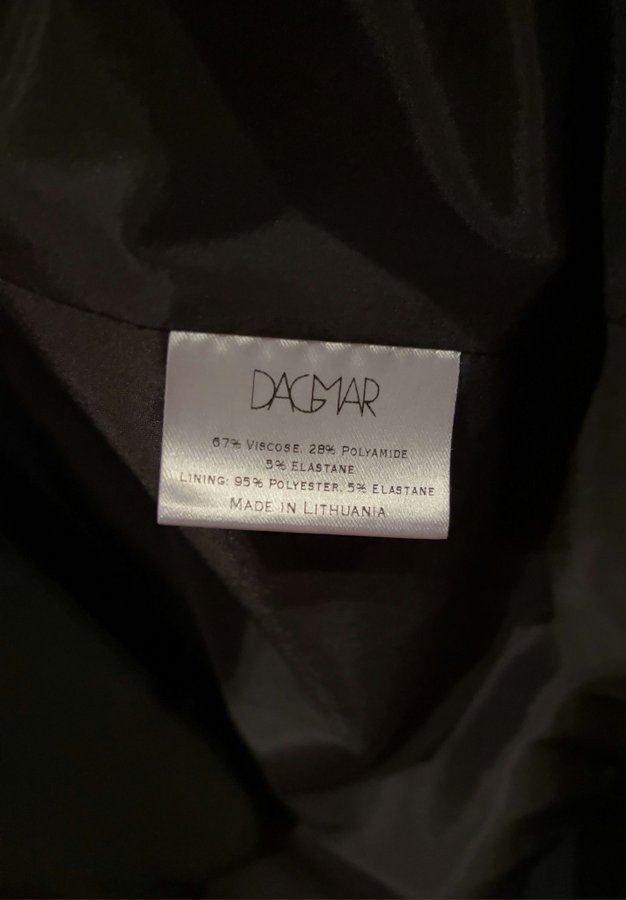 DAGMAR
67% VISCOSE, 28% POLYAMIDE
5% ELASTANE
LINING: 95% POLYESTER, 5% ELASTANE
MADE IN LITHUANIA